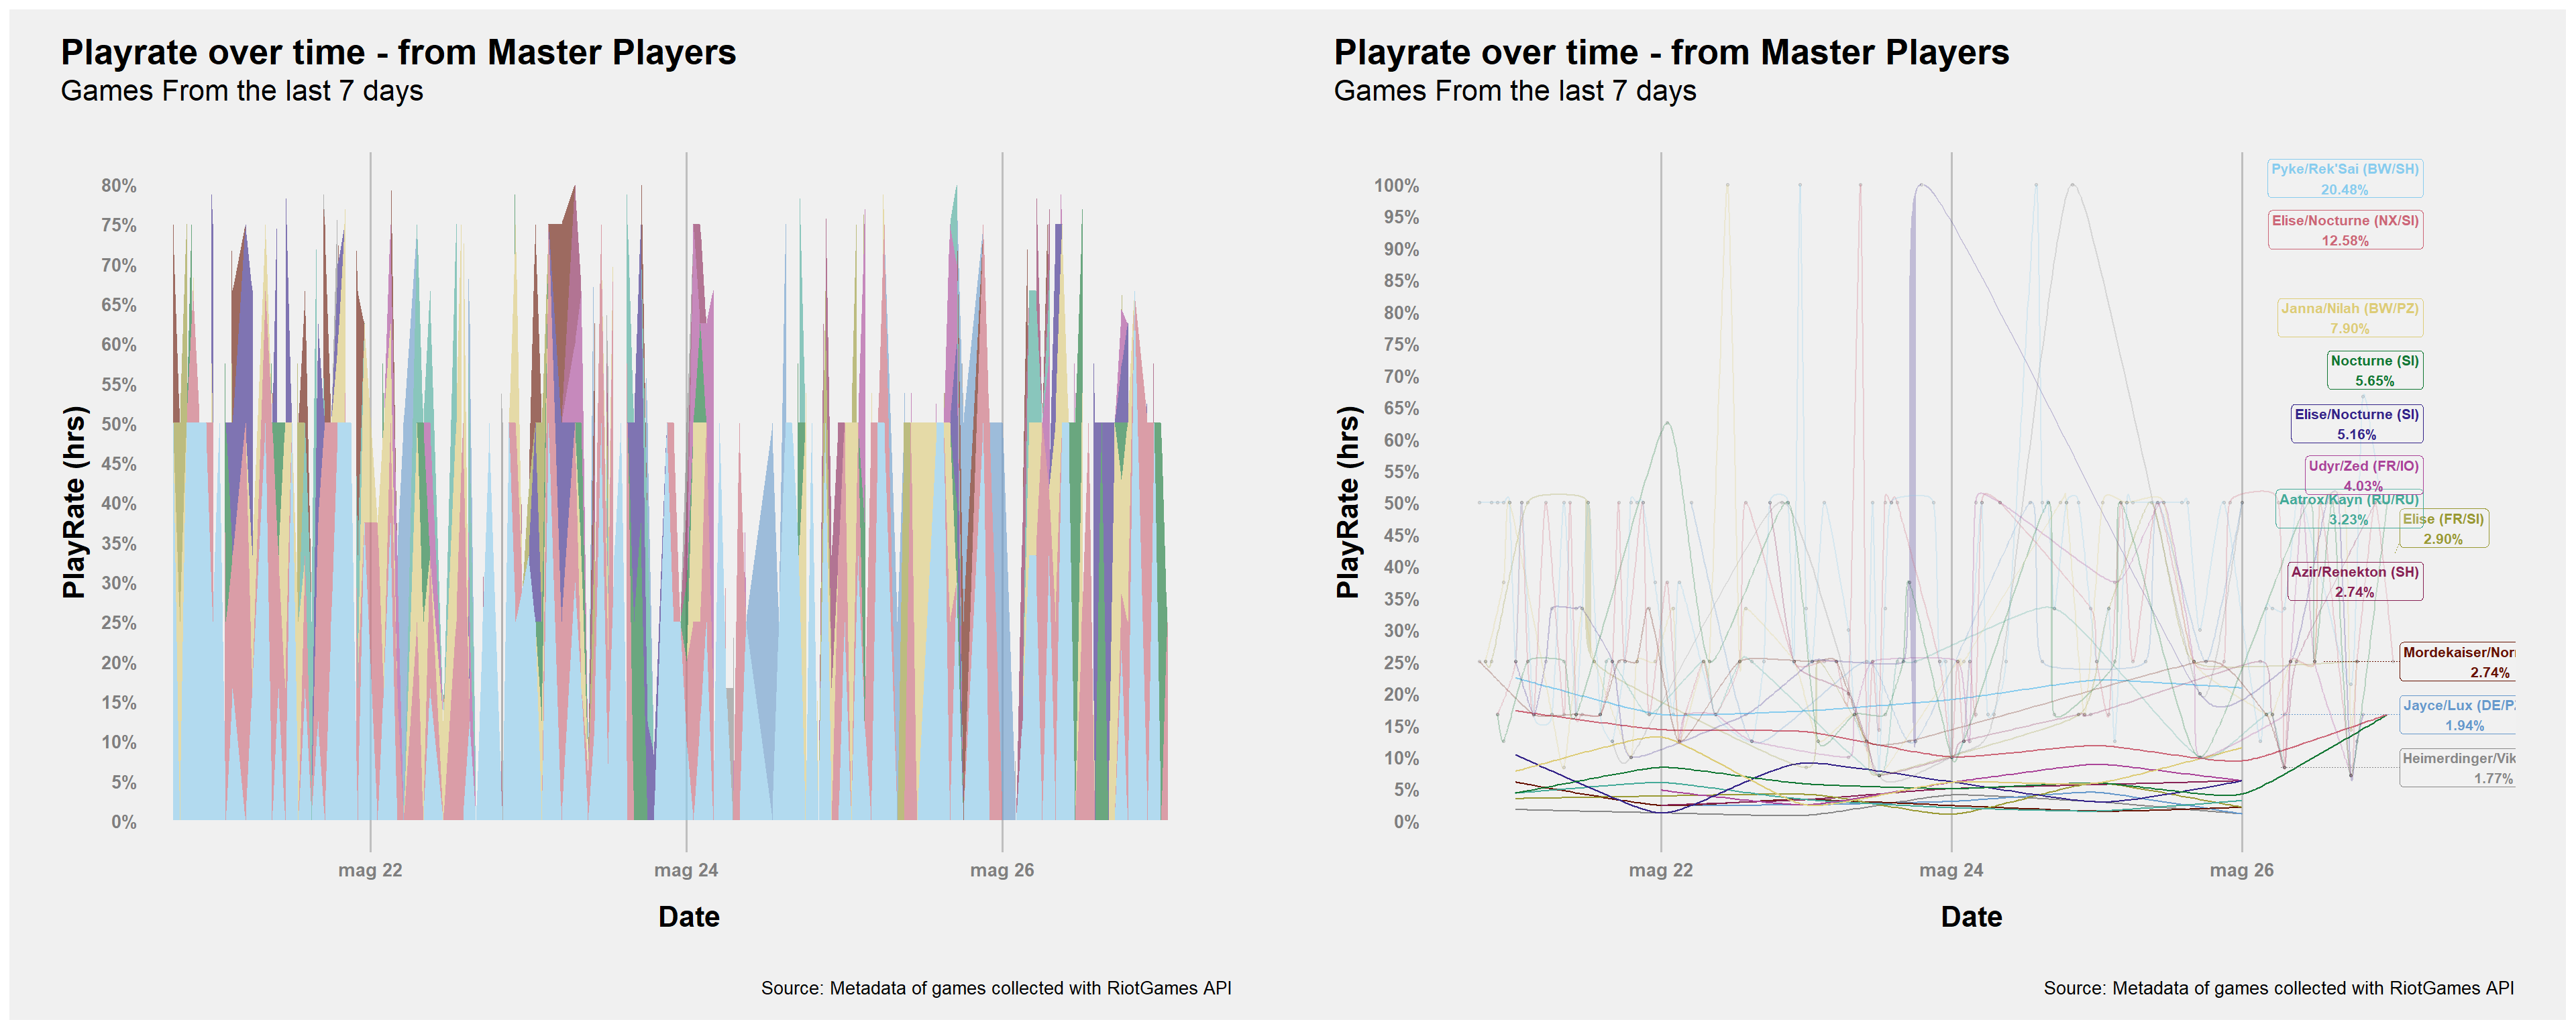 Playrate over time - from Master Players
Games From the last 7 days
PlayRate (hrs)
80%
75%
70%
65%
60%
55%
50%
45%
40%
35%
30%
25%
20%
15%
10%
5%
0%
mag 22
mag 24
mag 26
Date
Source: Metadata of games collected with RiotGames API
Playrate over time - from Master Players
Games From the last 7 days
PlayRate (hrs)
100%
95%
90%
85%
80%
75%
70%
65%
60%
55%
50%
45%
40%
35%
30%
25%
20%
15%
10%
5%
0%
Pyke/Rek'Sai (BW/SH)
20.48%
Elise/Nocturne (NX/SI)
12.58%
Janna/Nilah (BW/PZ)
7.90%
Nocturne (SI)
5.65%
Elise/Nocturne (SI)
5.16%
Udyr/Zed (FR/IO)
4.03%
Aatrox/Kayn (RU/RU)
3.23%
Elise (FR/SI)
2.90%
Azir/Renekton (SH)
2.74%
Mordekaiser/Nor
2.74%
Jayce/Lux (DE/P
1.94%
Heimerdinger/Vik
1.77%
mag 22
mag 24
mag 26
Date
Source: Metadata of games collected with RiotGames API